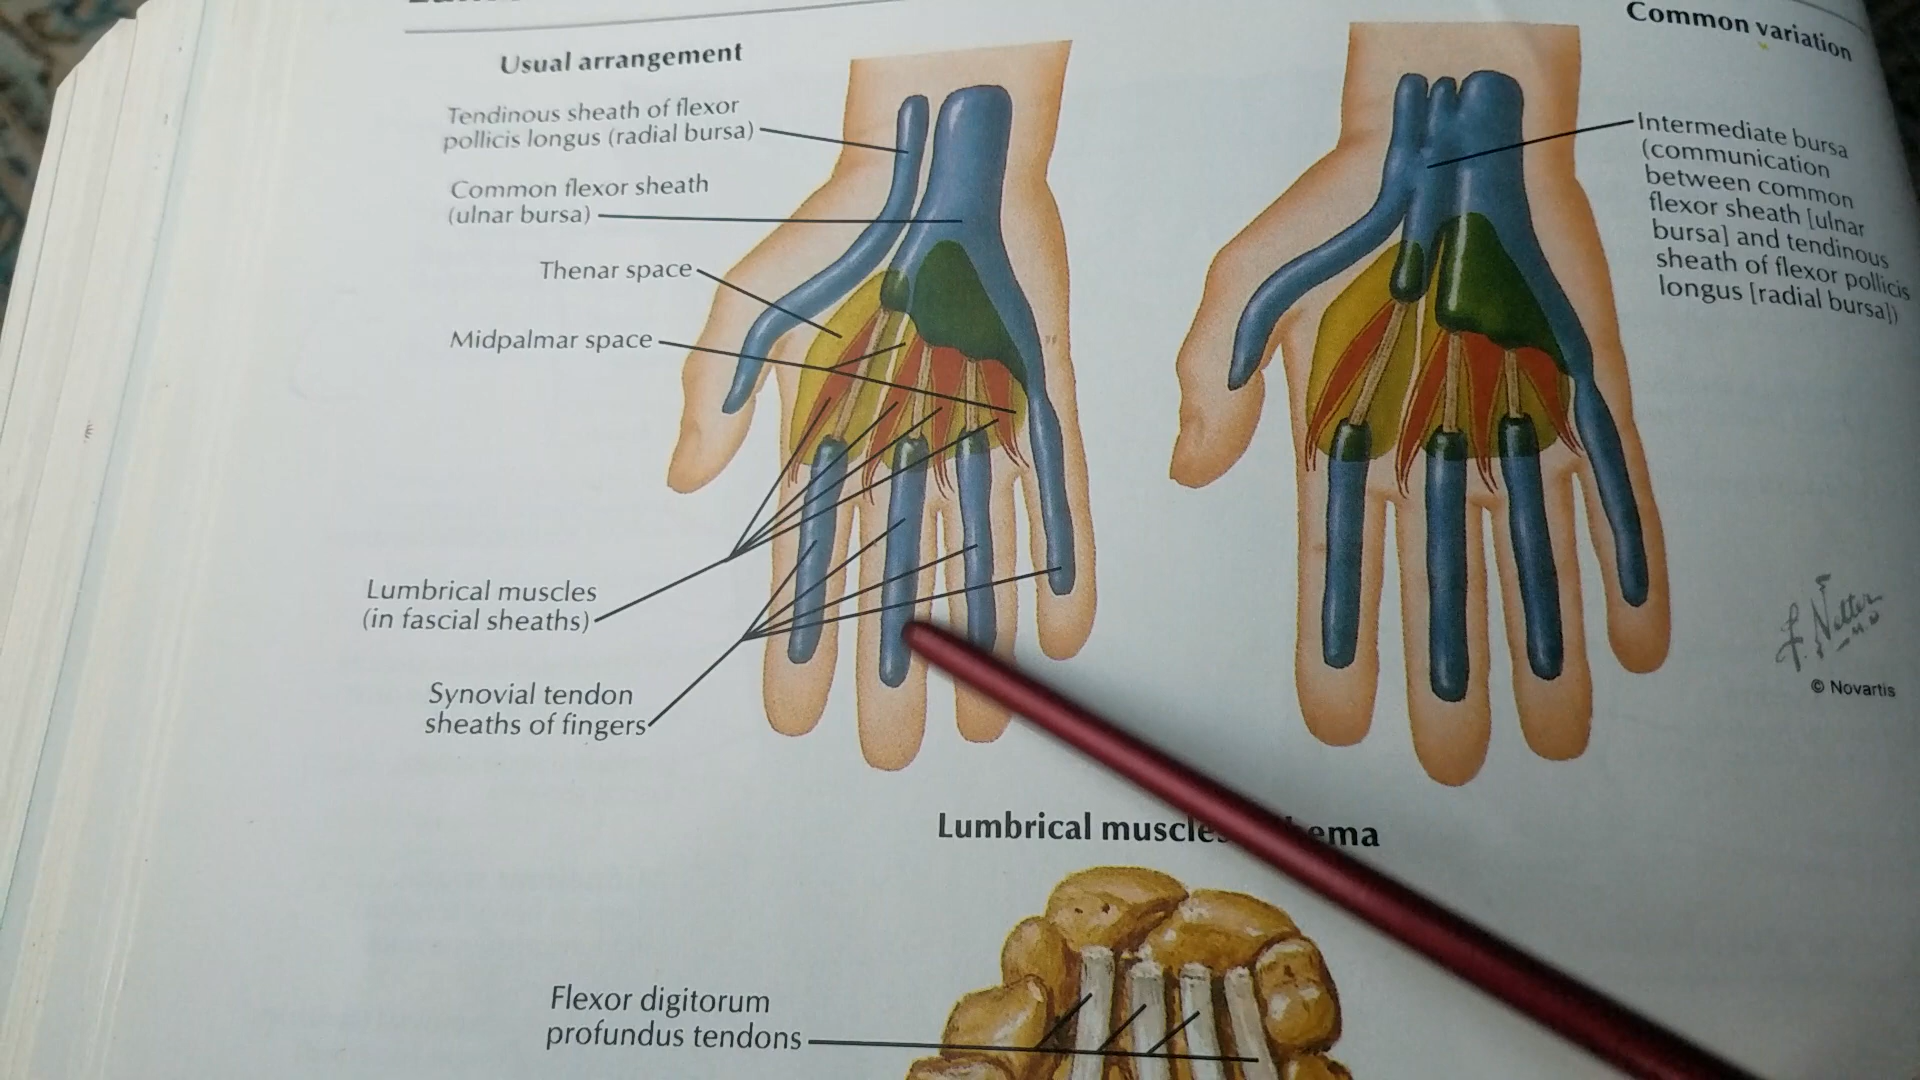 Usual arrangement
Tendinous sheath of flexor
pollicis longus (radial bursa)
Common flexor sheath
(ulnar bursa)
Thenar space
Midpalmar space
Lumbrical muscles
(in fascial sheaths)
Synovial tendon
sheaths of fingers
Common variation
Intermediate bursa
(communication
between common
flexor sheath [ulnar
bursa] and tendinous
sheath of flexor pollicis
longus [radial bursa])
F. Netter
M.D.
© Novartis
Lumbrical muscles
Flexor digitorum
profundus tendons